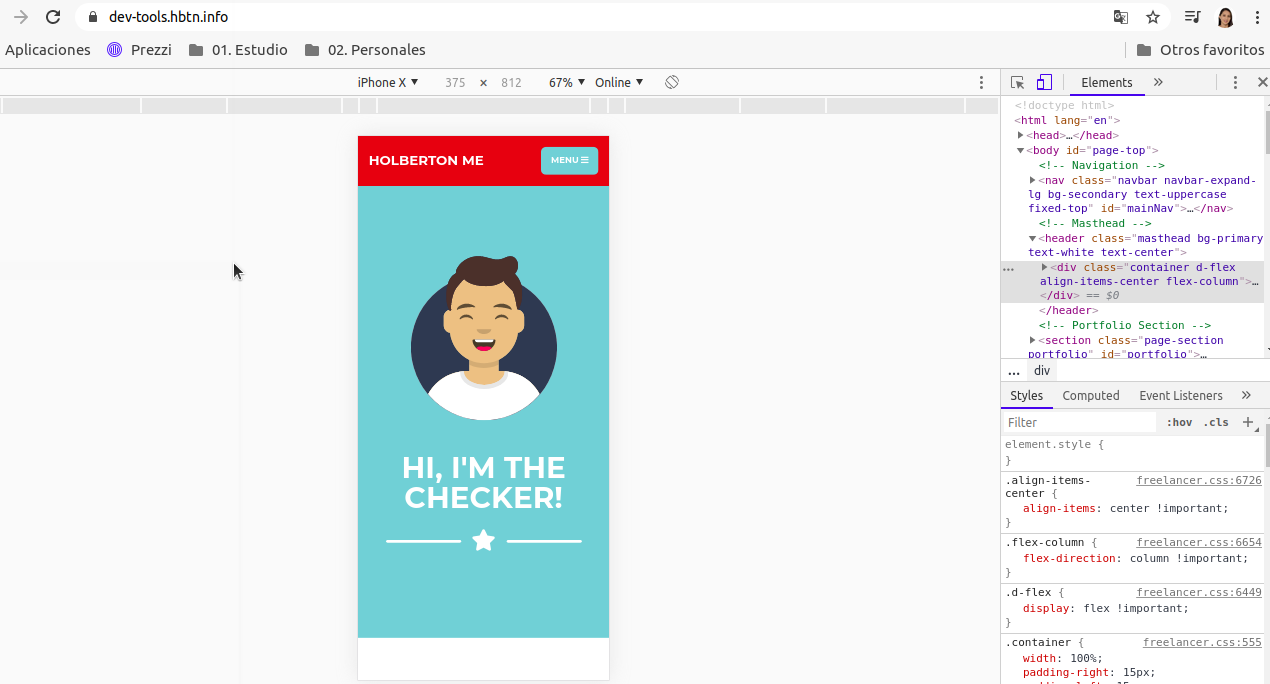 dev-tools.hbtn.info
Aplicaciones Prezzi 01. Estudio 02. Personales Otros favoritos
iPhone X ▼ 375 × 812 67% ▼ Online ▼
Elements »
HOLBERTON ME
MENU
HI, I'M THE
CHECKER!
<!doctype html>
<html lang="en">
▶<head>…</head>
▼<body id="page-top">
<!-- Navigation -->
▶<nav class="navbar navbar-expand-
lg bg-secondary text-uppercase
fixed-top" id="mainNav">…</nav>
<!-- Masthead -->
▼<header class="masthead bg-primary
text-white text-center">
… ▶<div class="container d-flex
align-items-center flex-column">…
</div> == $0
</header>
<!-- Portfolio Section -->
▶<section class="page-section
portfolio" id="portfolio">…
… div
Styles Computed Event Listeners »
Filter :hov .cls +
element.style {
}
.align-items-
center {
freelancer.css:6726
align-items: center !important;
}
.flex-column { freelancer.css:6654
flex-direction: column !important;
}
.d-flex { freelancer.css:6449
display: flex !important;
}
.container { freelancer.css:555
width: 100%;
padding-right: 15px;